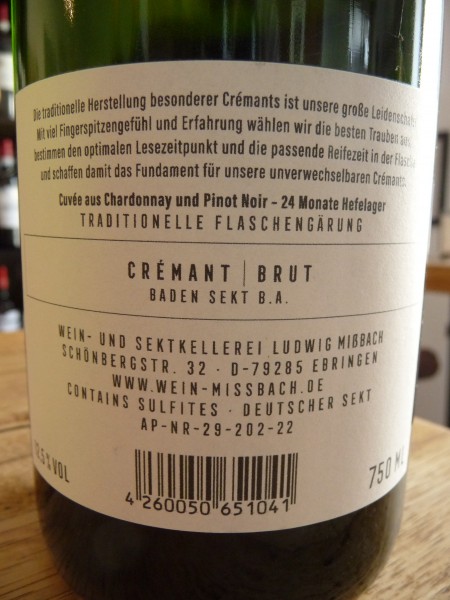 Die traditionelle Herstellung besonderer Crémants ist unsere große Leidenschaft.
Mit viel Fingerspitzengefühl und Erfahrung wählen wir die besten Trauben aus,
bestimmen den optimalen Lesezeitpunkt und die passende Reifezeit in der
und schaffen damit das Fundament für unsere unverwechselbaren Crémants.
Cuvée aus Chardonnay und Pinot Noir - 24 Monate Hefelager
TRADITIONELLE FLASCHENGÄRUNG
CRÉMANT | BRUT
BADEN SEKT B.A.
WEIN- UND SEKTKELLEREI LUDWIG MIẞBACH
SCHÖNBERGSTR. 32 · D-79285 EBRINGEN
WWW.WEIN-MISSBACH.DE
CONTAINS SULFITES · DEUTSCHER SEKT
AP-NR-29-202-22
VOL
750 ML
4 260050 651041